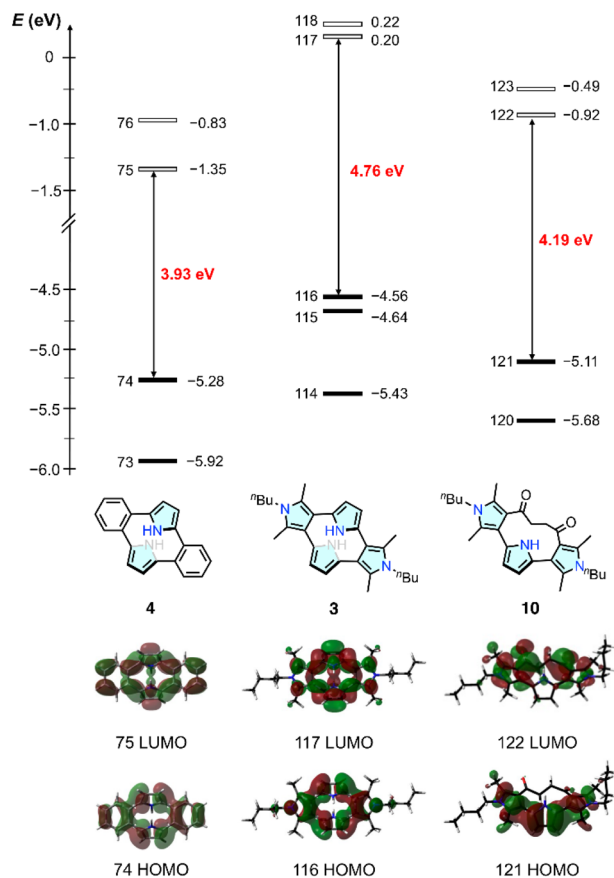 E (eV)
118 0.22
117 0.20
0
123 −0.49
76 −0.83
122 −0.92
−1.0
75 −1.35
−1.5
4.76 eV
4.19 eV
3.93 eV
−4.5
116 −4.56
115 −4.64
−5.0
121 −5.11
74 −5.28
114 −5.43
−5.5
120 −5.68
73 −5.92
−6.0
nBu N HN NH N nBu
nBu N O O NH N nBu
HN NH
4 3 10
75 LUMO 117 LUMO 122 LUMO
74 HOMO 116 HOMO 121 HOMO